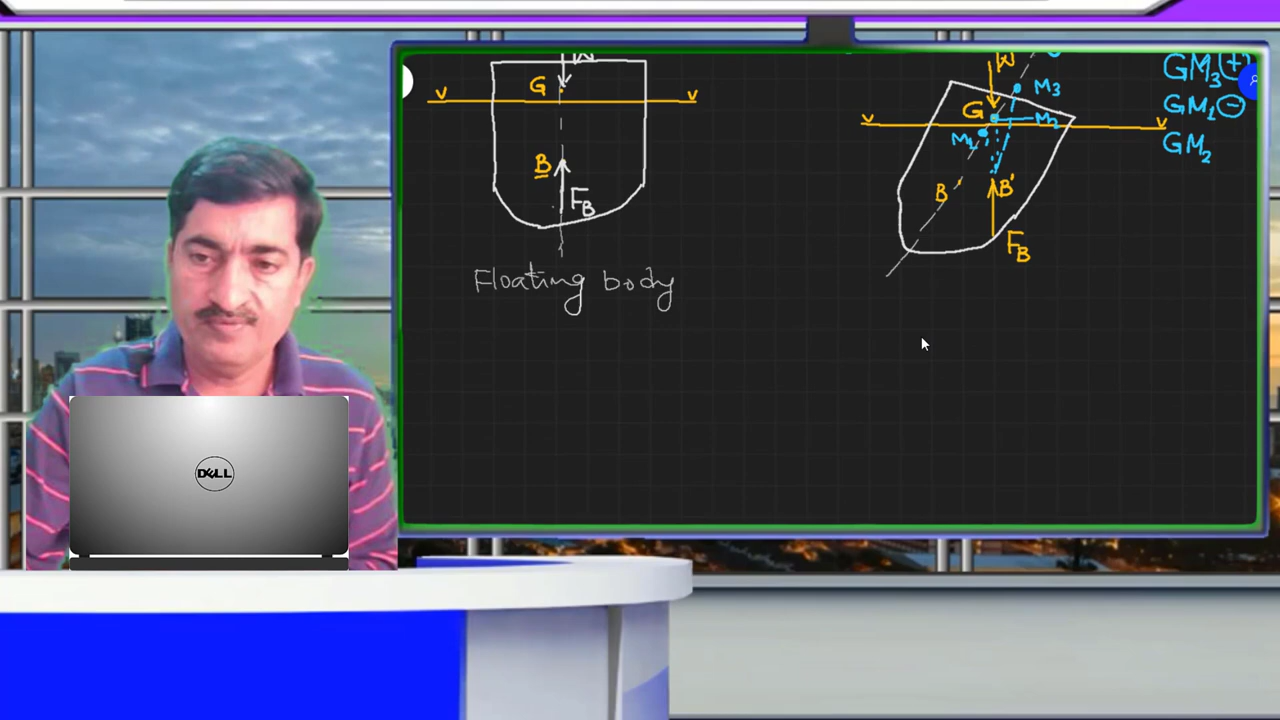 W
G
B
F_B
Floating body
W
M3
G
M2
M1
B
B'
F_B
GM3(+)
GM1⊖
GM2
DELL